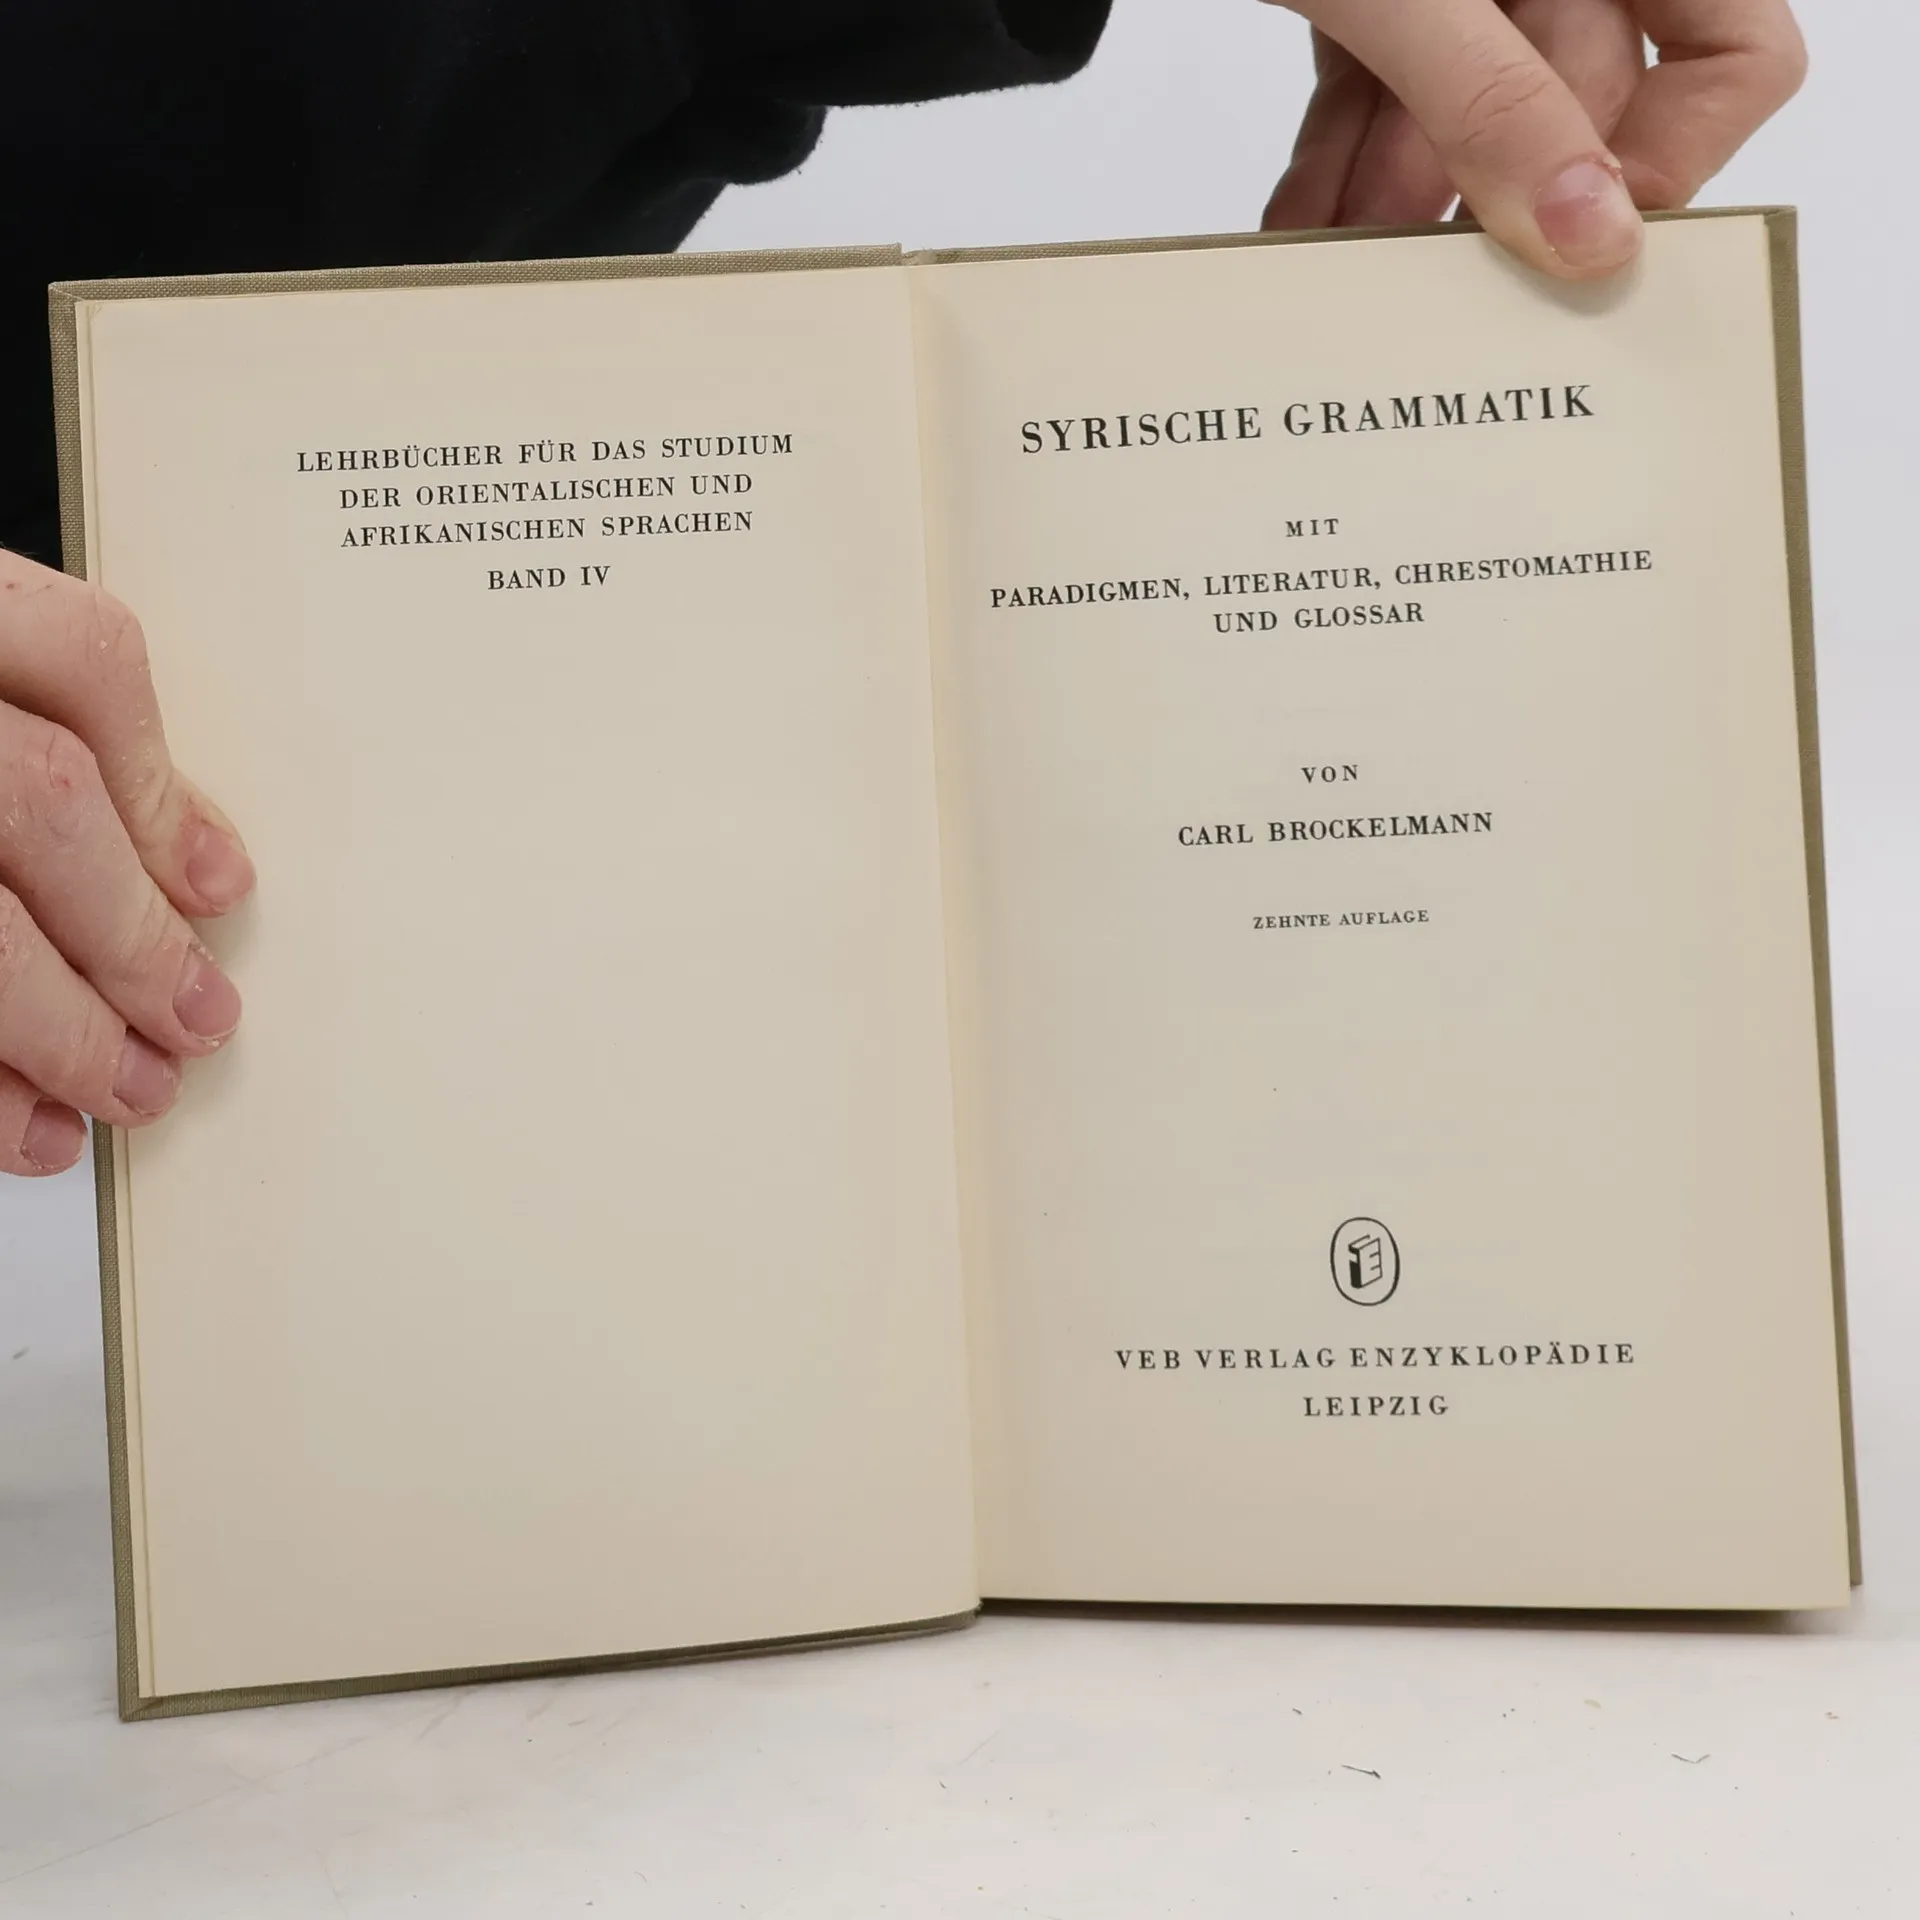 LEHRBÜCHER FÜR DAS STUDIUM
DER ORIENTALISCHEN UND
AFRIKANISCHEN SPRACHEN
BAND IV
SYRISCHE GRAMMATIK
MIT
PARADIGMEN, LITERATUR, CHRESTOMATHIE
UND GLOSSAR
VON
CARL BROCKELMANN
ZEHNTE AUFLAGE
VEB VERLAG ENZYKLOPÄDIE
LEIPZIG